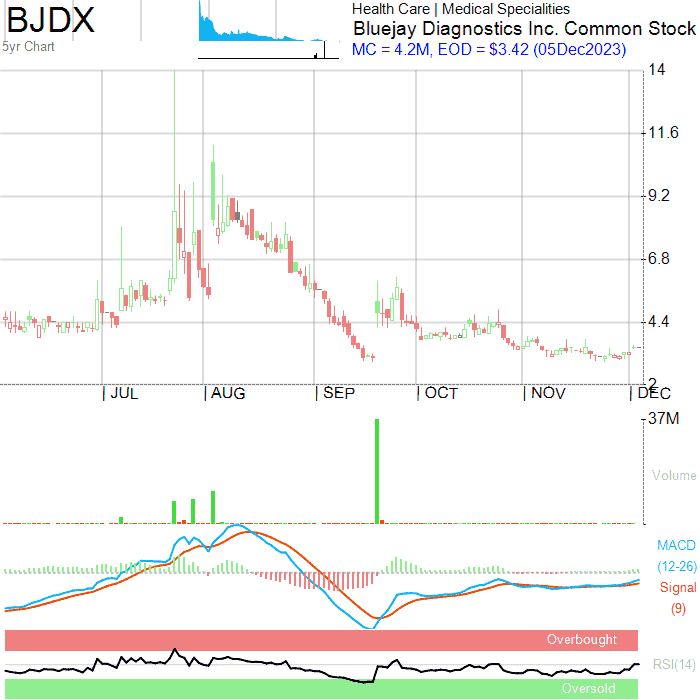 BJDX
5yr Chart
Health Care | Medical Specialities
Bluejay Diagnostics Inc. Common Stock
MC = 4.2M, EOD = $3.42 (05Dec2023)
14
11.6
9.2
6.8
4.4
2
JUL AUG SEP OCT NOV DEC
37M
Volume
MACD
(12-26)
Signal
(9)
Overbought
RSI(14)
Oversold